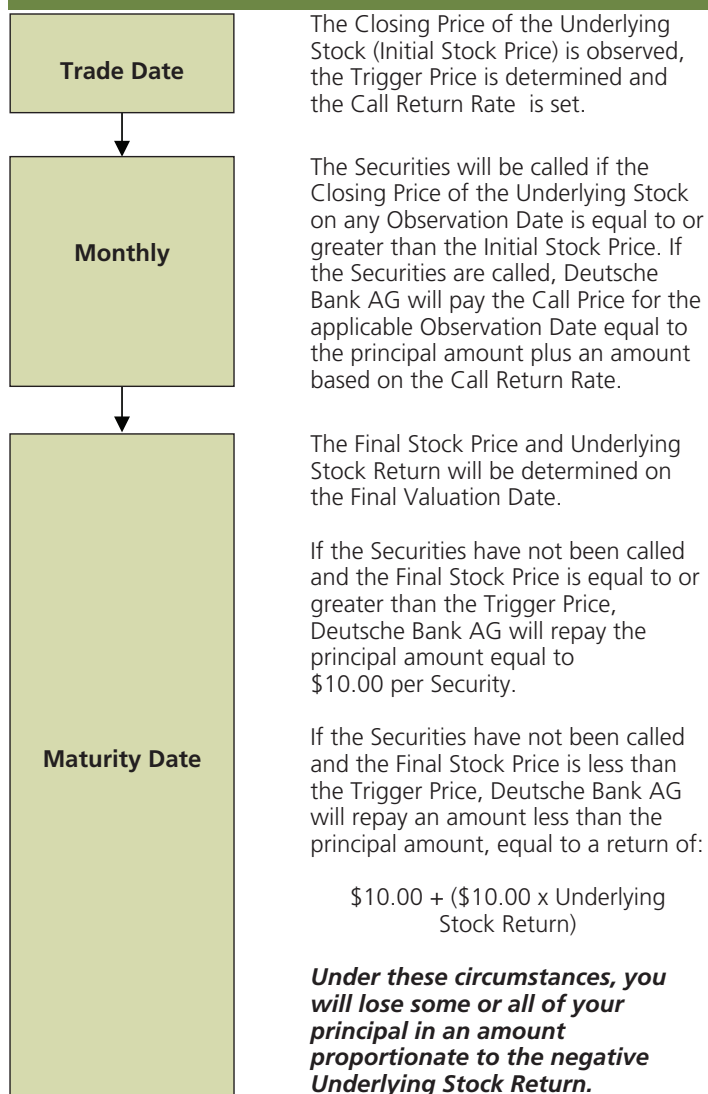 Trade Date
The Closing Price of the Underlying
Stock (Initial Stock Price) is observed,
the Trigger Price is determined and
the Call Return Rate is set.
Monthly
The Securities will be called if the
Closing Price of the Underlying Stock
on any Observation Date is equal to or
greater than the Initial Stock Price. If
the Securities are called, Deutsche
Bank AG will pay the Call Price for the
applicable Observation Date equal to
the principal amount plus an amount
based on the Call Return Rate.
Maturity Date
The Final Stock Price and Underlying
Stock Return will be determined on
the Final Valuation Date.
If the Securities have not been called
and the Final Stock Price is equal to or
greater than the Trigger Price,
Deutsche Bank AG will repay the
principal amount equal to
$10.00 per Security.
If the Securities have not been called
and the Final Stock Price is less than
the Trigger Price, Deutsche Bank AG
will repay an amount less than the
principal amount, equal to a return of:
$10.00 + ($10.00 x Underlying
Stock Return)
Under these circumstances, you
will lose some or all of your
principal in an amount
proportionate to the negative
Underlying Stock Return.